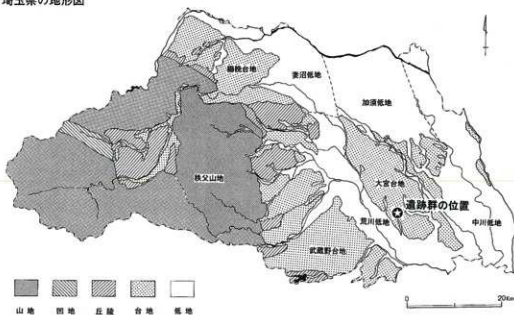 埼玉県の地形図
櫛挽台地
妻沼低地
加須低地
秩父山地
大宮台地
遺跡群の位置
荒川低地
中川低地
武蔵野台地
山地 凹地 丘陵 台地 低地
0 20Km